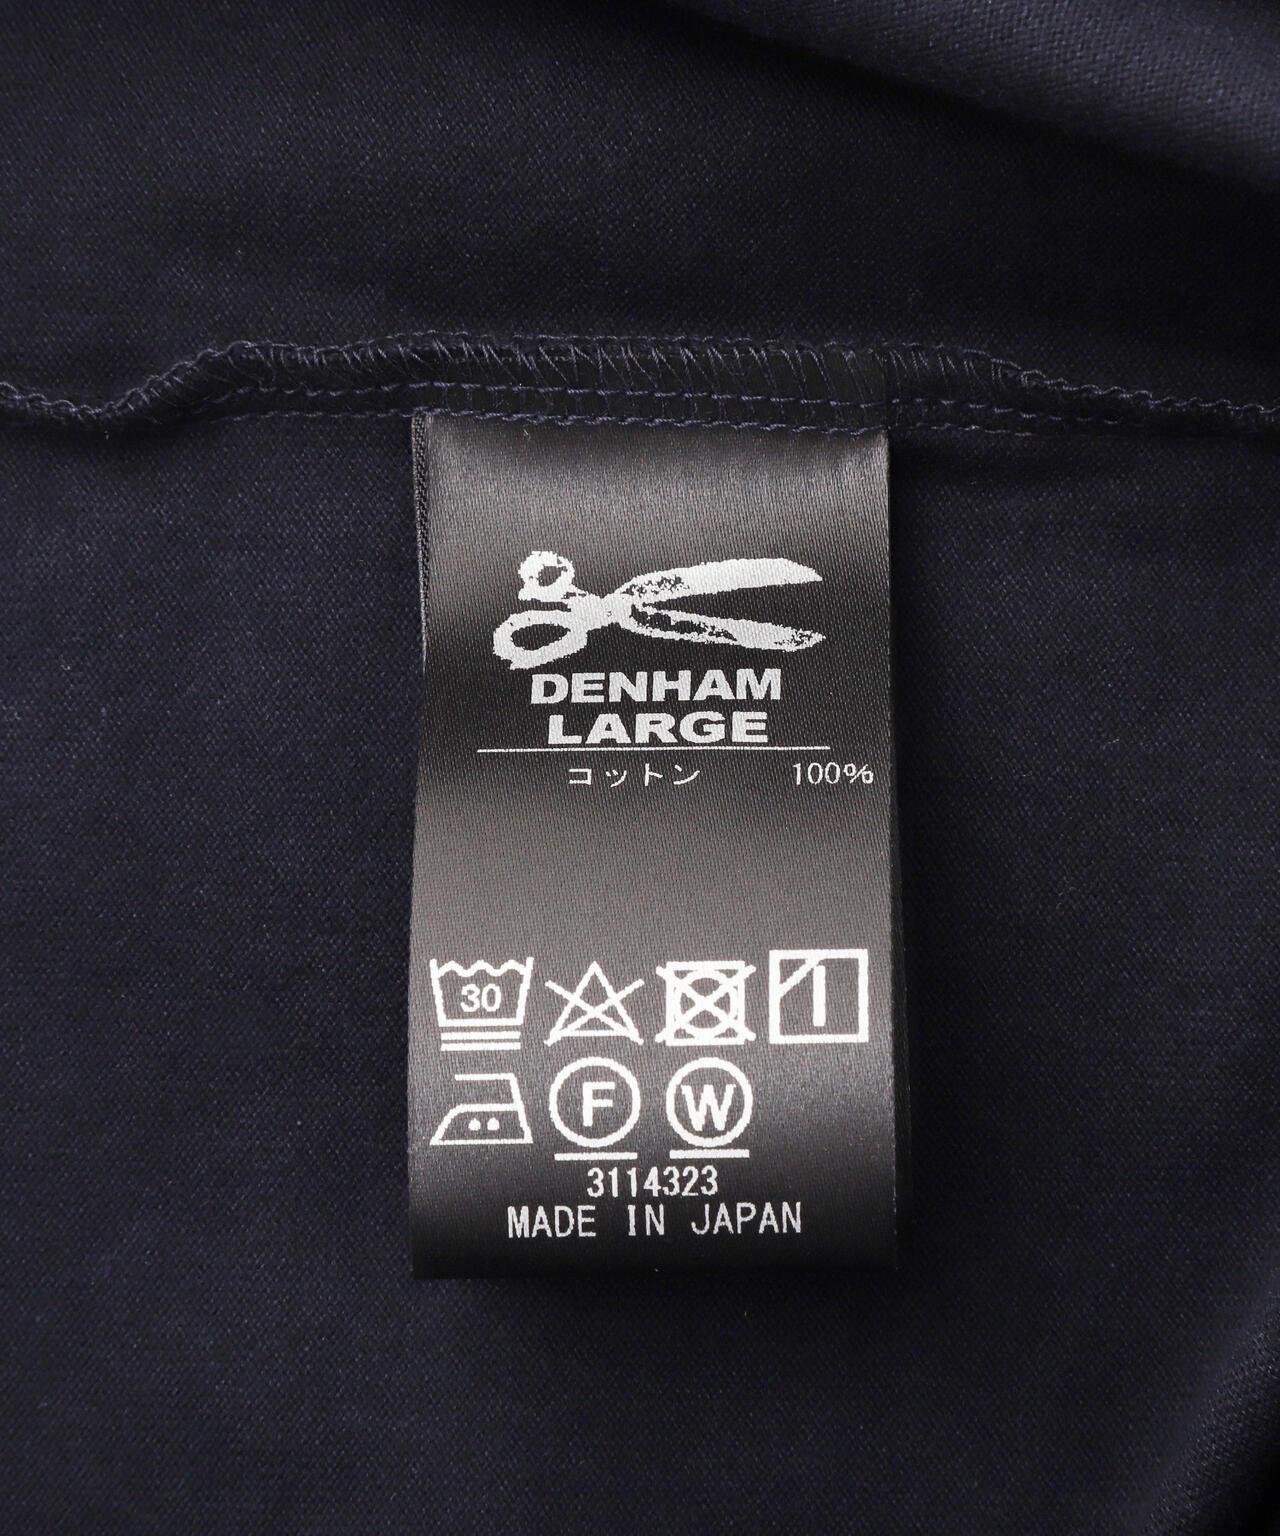 DENHAM
LARGE
コットン 100%
30
F W
3114323
MADE IN JAPAN